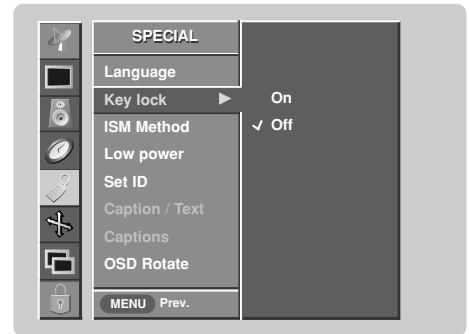 SPECIAL
Language
Key lock ► On
ISM Method ✓ Off
Low power
Set ID
Caption / Text
Captions
OSD Rotate
MENU Prev.